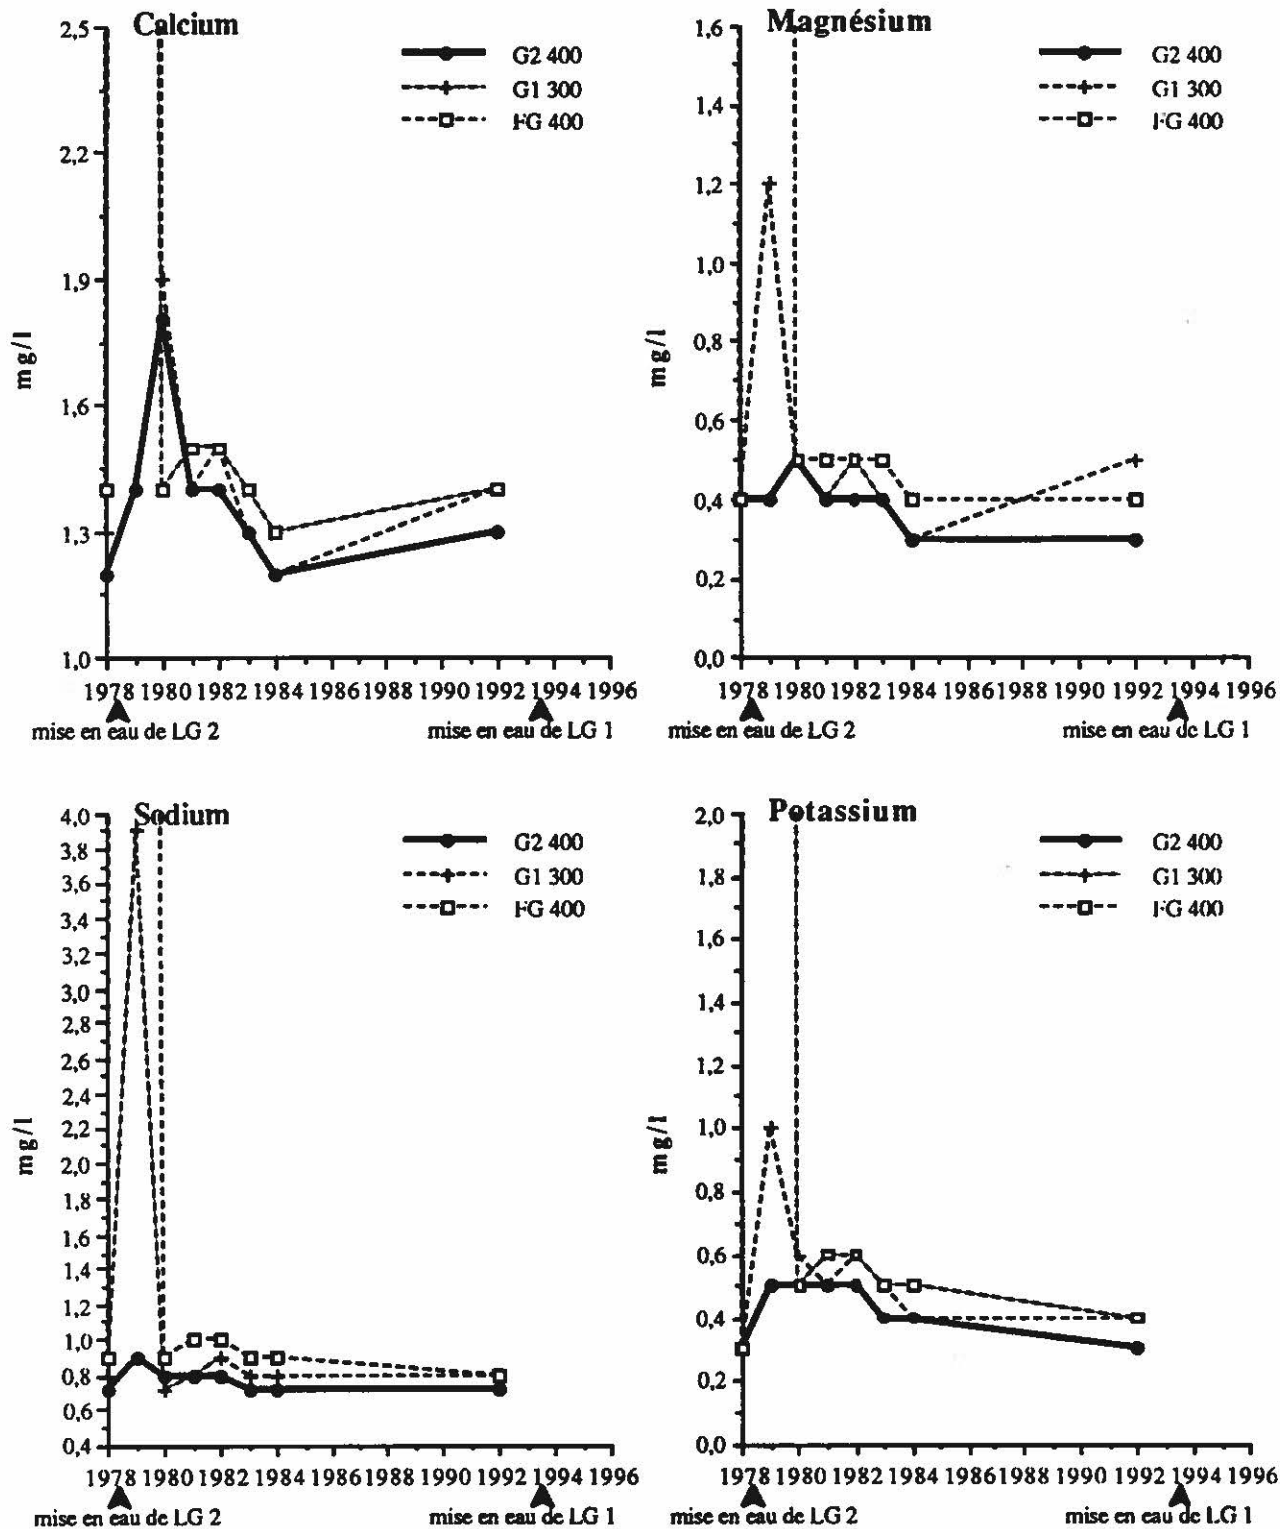 Calcium
G2 400
G1 300
FG 400
2,5
2,2
1,9
1,6
1,3
1,0
mg/l
1978 1980 1982 1984 1986 1988 1990 1992 1994 1996
mise en eau de LG 2
mise en eau de LG 1
Magnésium
G2 400
G1 300
FG 400
1,6
1,4
1,2
1,0
0,8
0,6
0,4
0,2
0,0
mg/l
1978 1980 1982 1984 1986 1988 1990 1992 1994 1996
mise en eau de LG 2
mise en eau de LG 1
Sodium
G2 400
G1 300
FG 400
4,0
3,8
3,6
3,4
3,2
3,0
2,8
2,6
2,4
2,2
2,0
1,8
1,6
1,4
1,2
1,0
0,8
0,6
0,4
mg/l
1978 1980 1982 1984 1986 1988 1990 1992 1994 1996
mise en eau de LG 2
mise en eau de LG 1
Potassium
G2 400
G1 300
FG 400
2,0
1,8
1,6
1,4
1,2
1,0
0,8
0,6
0,4
0,2
0,0
mg/l
1978 1980 1982 1984 1986 1988 1990 1992 1994 1996
mise en eau de LG 2
mise en eau de LG 1